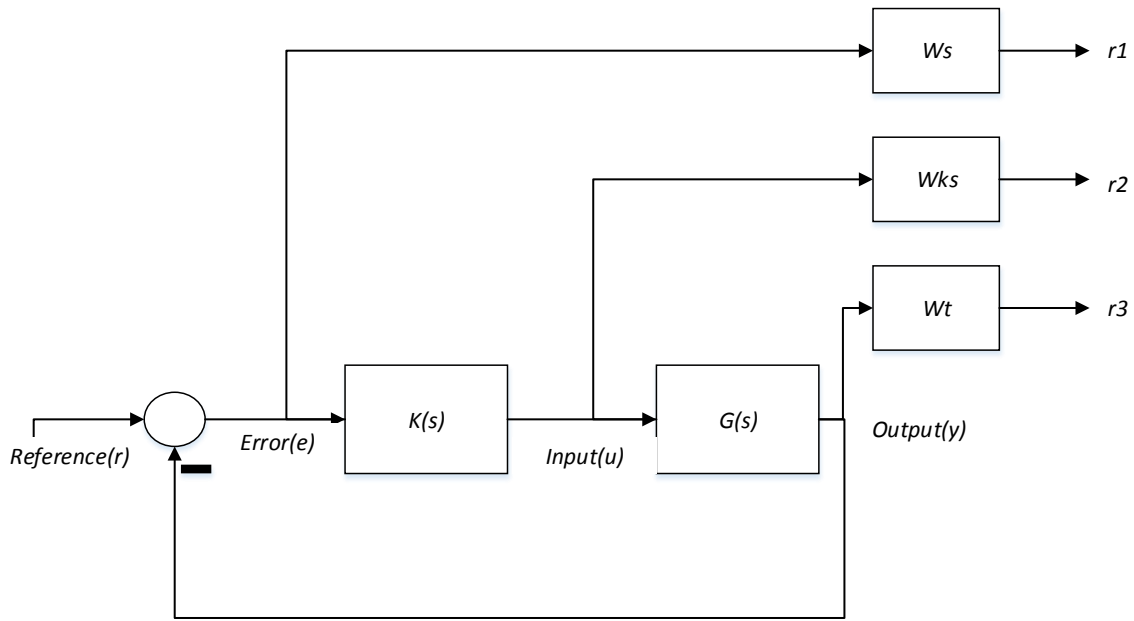 Ws
r1
Wks
r2
Wt
r3
K(s)
G(s)
Reference(r)
Error(e)
Input(u)
Output(y)